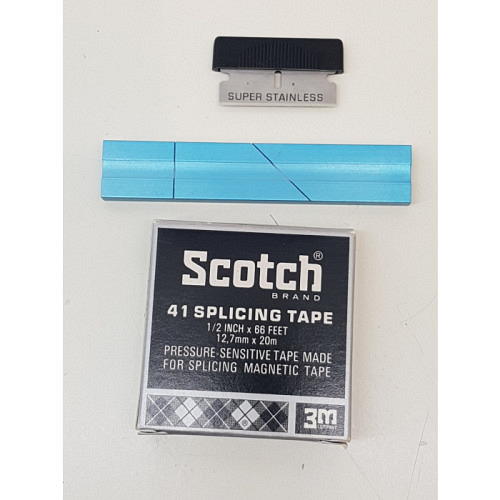 SUPER STAINLESS
Scotch®
BRAND
41 SPLICING TAPE
1/2 INCH x 66 FEET
12,7mm x 20m
PRESSURE-SENSITIVE TAPE MADE
FOR SPLICING MAGNETIC TAPE
®
3M
COMPANY